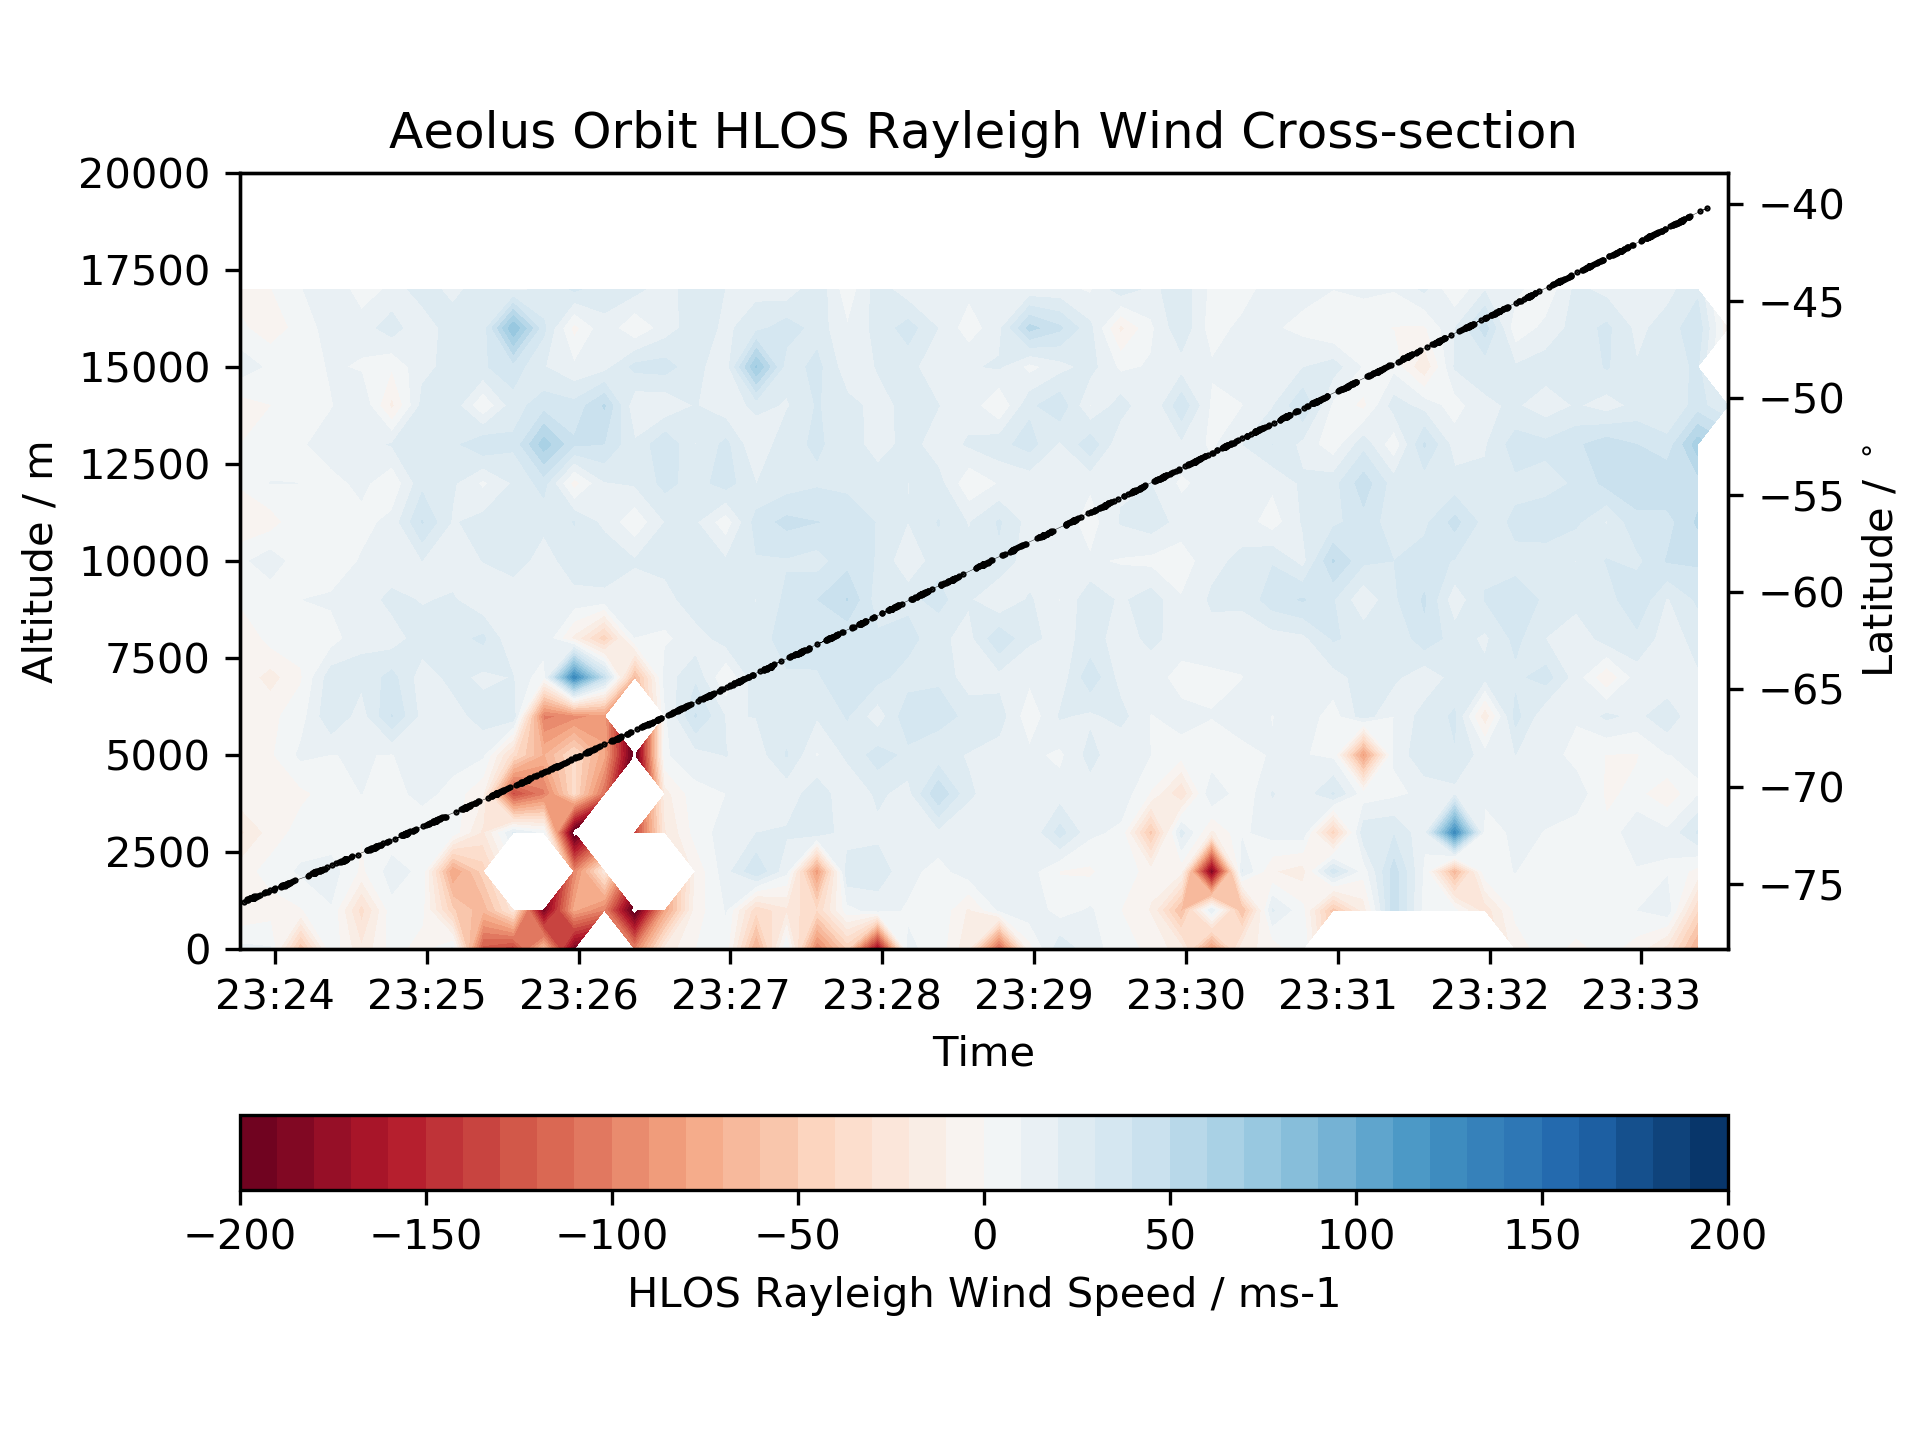 Aeolus Orbit HLOS Rayleigh Wind Cross-section
20000
17500
15000
12500
10000
7500
5000
2500
0
Altitude / m
−40
−45
−50
−55
−60
−65
−70
−75
Latitude / °
23:24 23:25 23:26 23:27 23:28 23:29 23:30 23:31 23:32 23:33
Time
−200 −150 −100 −50 0 50 100 150 200
HLOS Rayleigh Wind Speed / ms-1